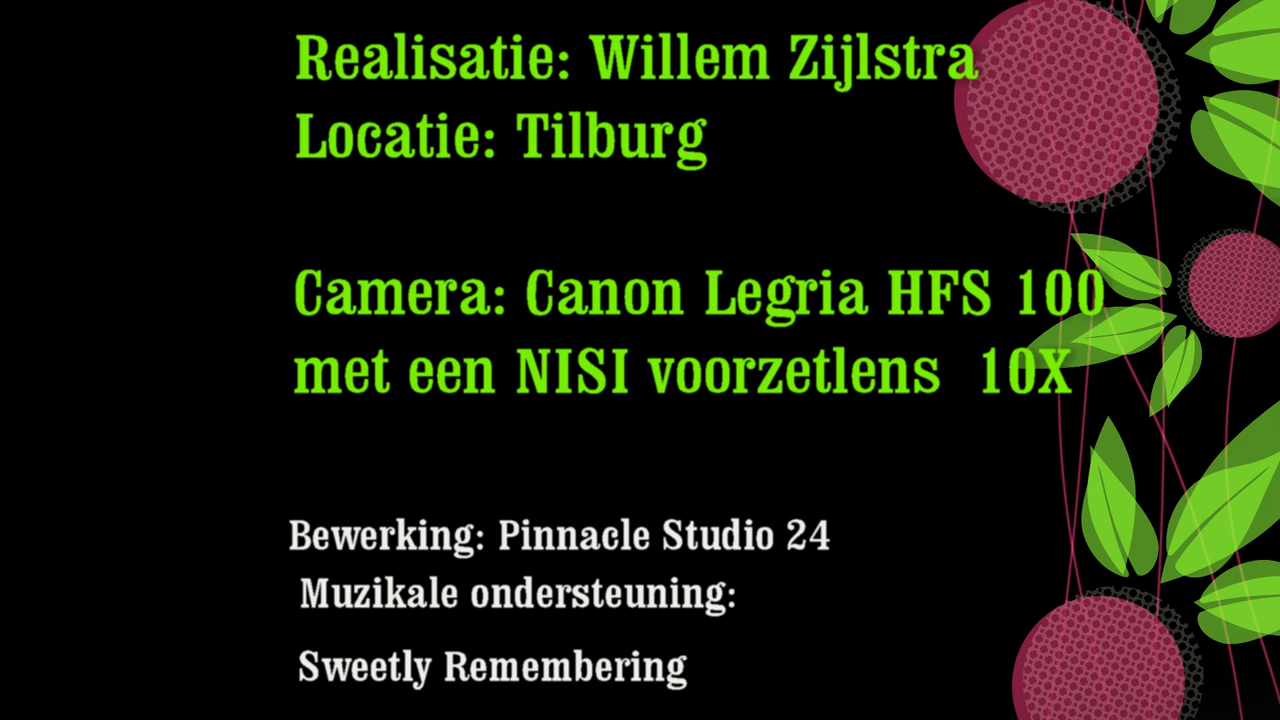 Realisatie: Willem Zijlstra
Locatie: Tilburg
Camera: Canon Legria HFS 100
met een NISI voorzetlens 10X
Bewerking: Pinnacle Studio 24
Muzikale ondersteuning:
Sweetly Remembering